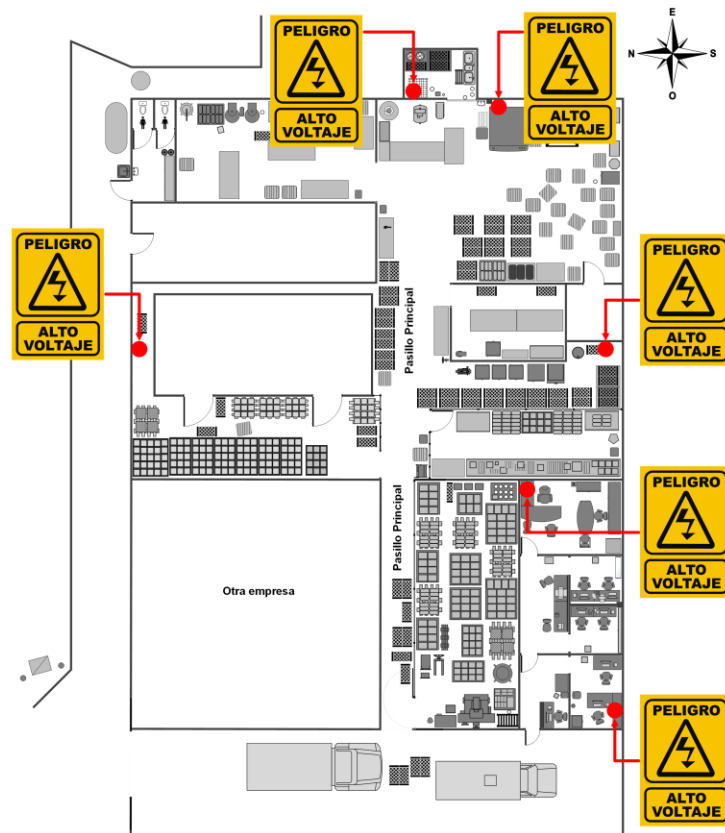 PELIGRO
ALTO
VOLTAJE
PELIGRO
ALTO
VOLTAJE
E
N
S
O
PELIGRO
ALTO
VOLTAJE
PELIGRO
ALTO
VOLTAJE
Pasillo Principal
PELIGRO
ALTO
VOLTAJE
Pasillo Principal
Otra empresa
PELIGRO
ALTO
VOLTAJE